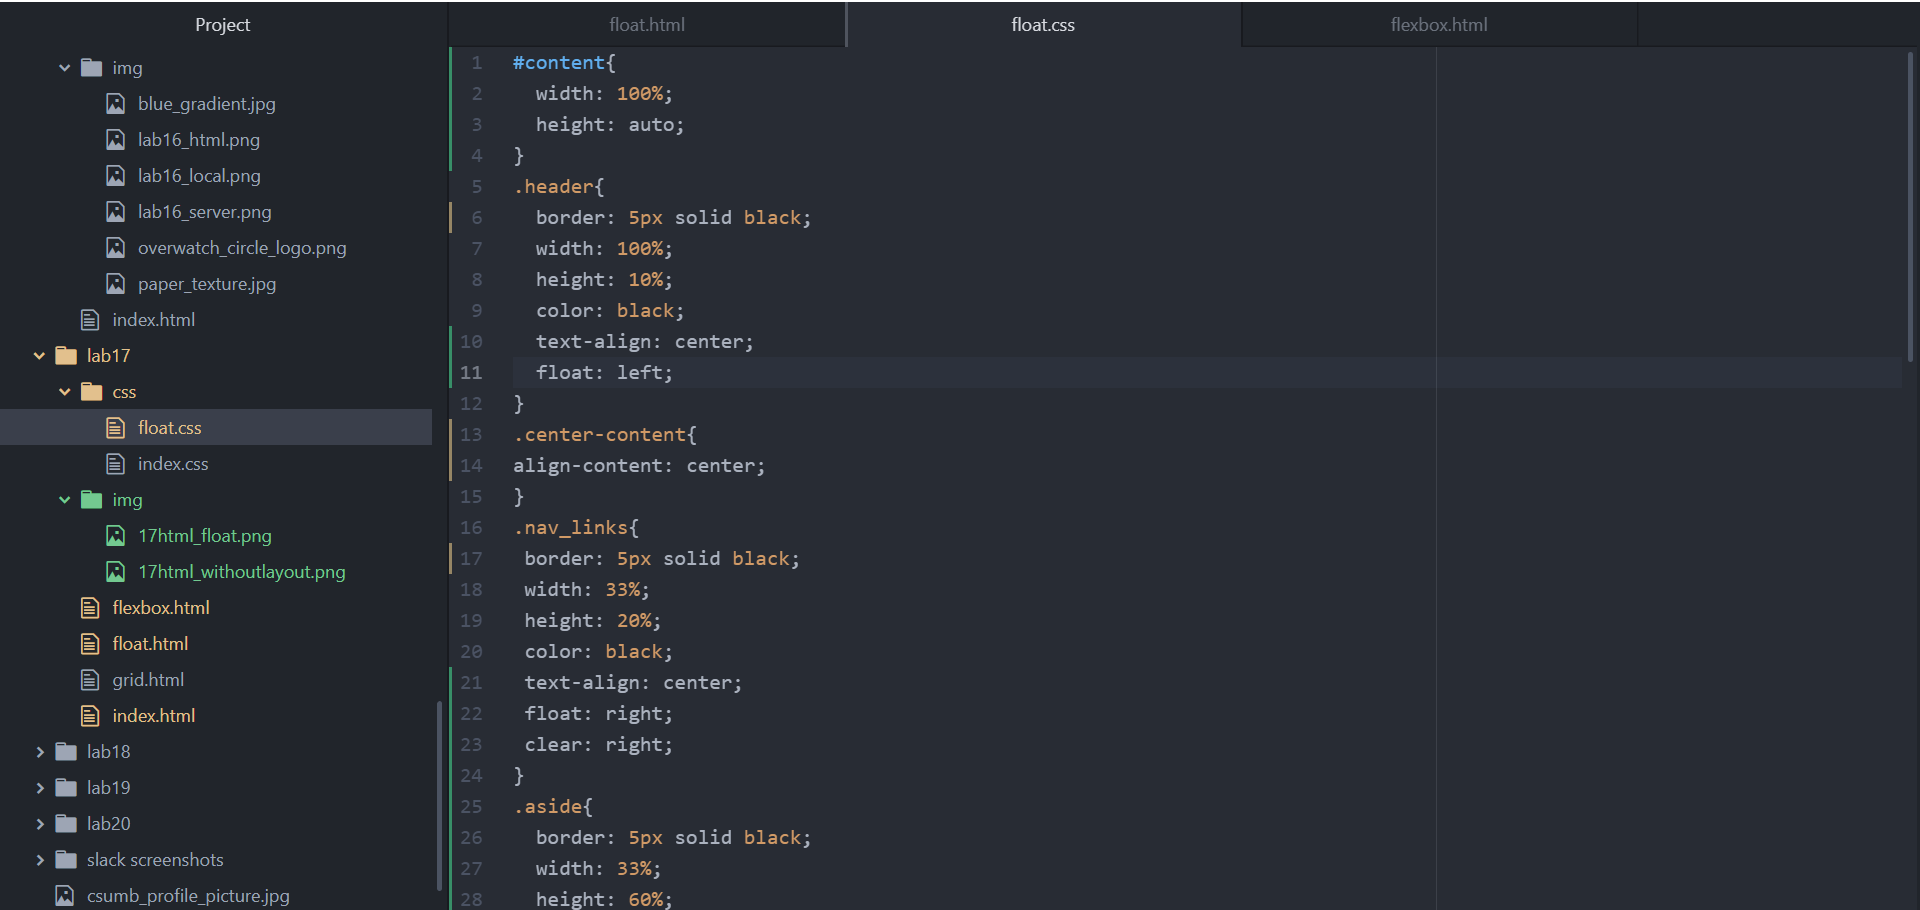 Project
img
blue_gradient.jpg
lab16_html.png
lab16_local.png
lab16_server.png
overwatch_circle_logo.png
paper_texture.jpg
index.html
lab17
css
float.css
index.css
img
17html_float.png
17html_withoutlayout.png
flexbox.html
float.html
grid.html
index.html
lab18
lab19
lab20
slack screenshots
csumb_profile_picture.jpg
float.html
float.css
flexbox.html
1 #content{
2 width: 100%;
3 height: auto;
4 }
5 .header{
6 border: 5px solid black;
7 width: 100%;
8 height: 10%;
9 color: black;
10 text-align: center;
11 float: left;
12 }
13 .center-content{
14 align-content: center;
15 }
16 .nav_links{
17 border: 5px solid black;
18 width: 33%;
19 height: 20%;
20 color: black;
21 text-align: center;
22 float: right;
23 clear: right;
24 }
25 .aside{
26 border: 5px solid black;
27 width: 33%;
28 height: 60%;